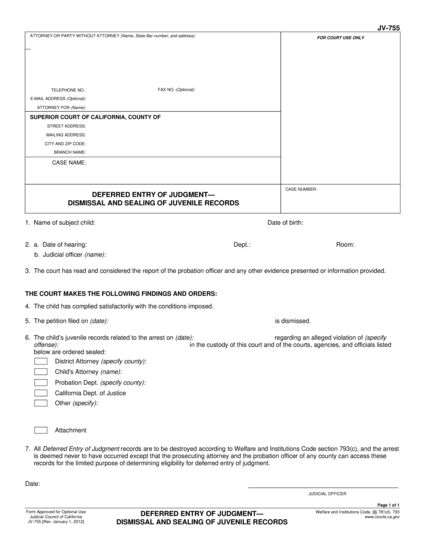 JV-755
ATTORNEY OR PARTY WITHOUT ATTORNEY (Name, State Bar number, and address):
FOR COURT USE ONLY
TELEPHONE NO.: FAX NO. (Optional):
E-MAIL ADDRESS (Optional):
ATTORNEY FOR (Name):
SUPERIOR COURT OF CALIFORNIA, COUNTY OF
STREET ADDRESS:
MAILING ADDRESS:
CITY AND ZIP CODE:
BRANCH NAME:
CASE NAME:
DEFERRED ENTRY OF JUDGMENT—
DISMISSAL AND SEALING OF JUVENILE RECORDS
CASE NUMBER:
1. Name of subject child: Date of birth:
2. a. Date of hearing: Dept.: Room:
b. Judicial officer (name):
3. The court has read and considered the report of the probation officer and any other evidence presented or information provided.
THE COURT MAKES THE FOLLOWING FINDINGS AND ORDERS:
4. The child has complied satisfactorily with the conditions imposed.
5. The petition filed on (date): is dismissed.
6. The child's juvenile records related to the arrest on (date): regarding an alleged violation of (specify
offense): in the custody of this court and of the courts, agencies, and officials listed
below are ordered sealed:
District Attorney (specify county):
Child's Attorney (name):
Probation Dept. (specify county):
California Dept. of Justice
Other (specify):
Attachment
7. All Deferred Entry of Judgment records are to be destroyed according to Welfare and Institutions Code section 793(c), and the arrest
is deemed never to have occurred except that the prosecuting attorney and the probation officer of any county can access these
records for the limited purpose of determining eligibility for deferred entry of judgment.
Date:
JUDICIAL OFFICER
Page 1 of 1
Form Approved for Optional Use
Judicial Council of California
JV-755 [Rev. January 1, 2012]
DEFERRED ENTRY OF JUDGMENT—
DISMISSAL AND SEALING OF JUVENILE RECORDS
Welfare and Institutions Code, §§ 781(d), 793
www.courts.ca.gov